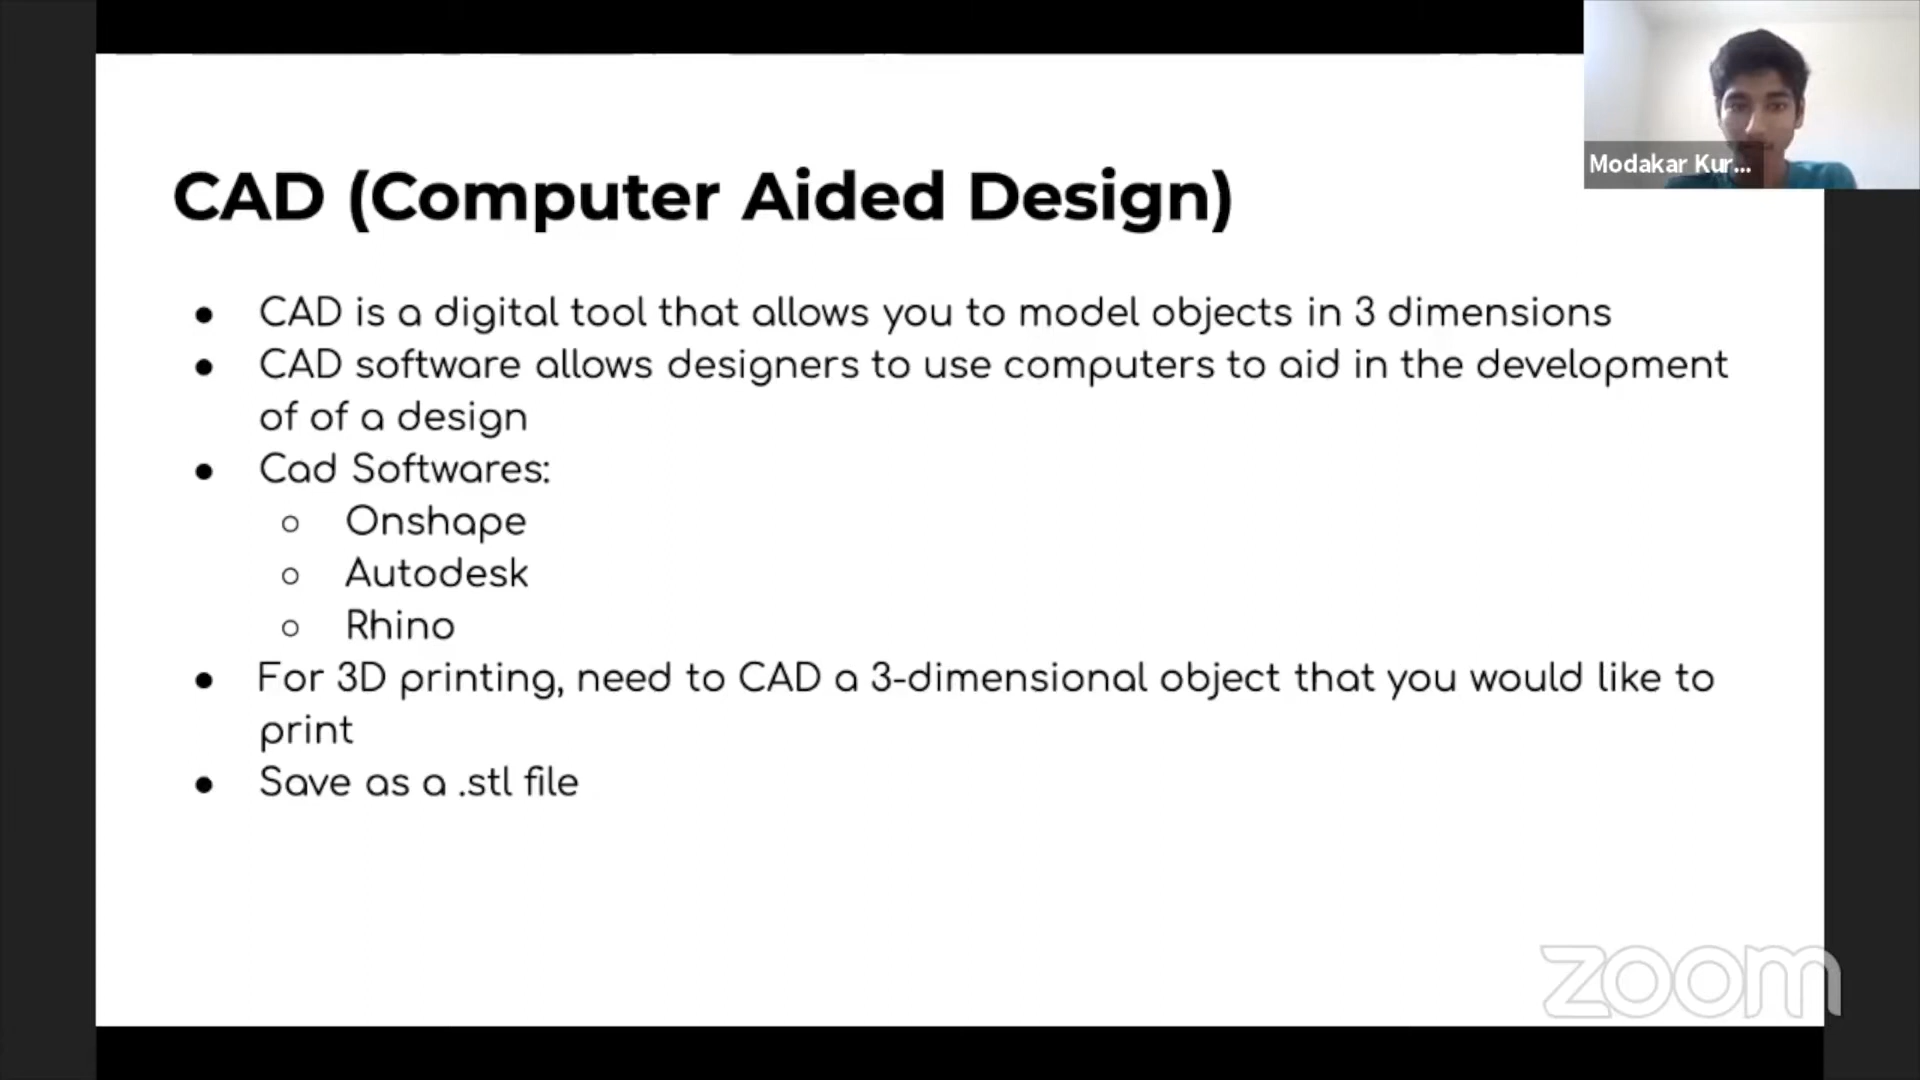 CAD (Computer Aided Design)
● CAD is a digital tool that allows you to model objects in 3 dimensions
● CAD software allows designers to use computers to aid in the development
of of a design
● Cad Softwares:
○ Onshape
○ Autodesk
○ Rhino
● For 3D printing, need to CAD a 3-dimensional object that you would like to
print
● Save as a .stl file
Modakar Kur...
zoom